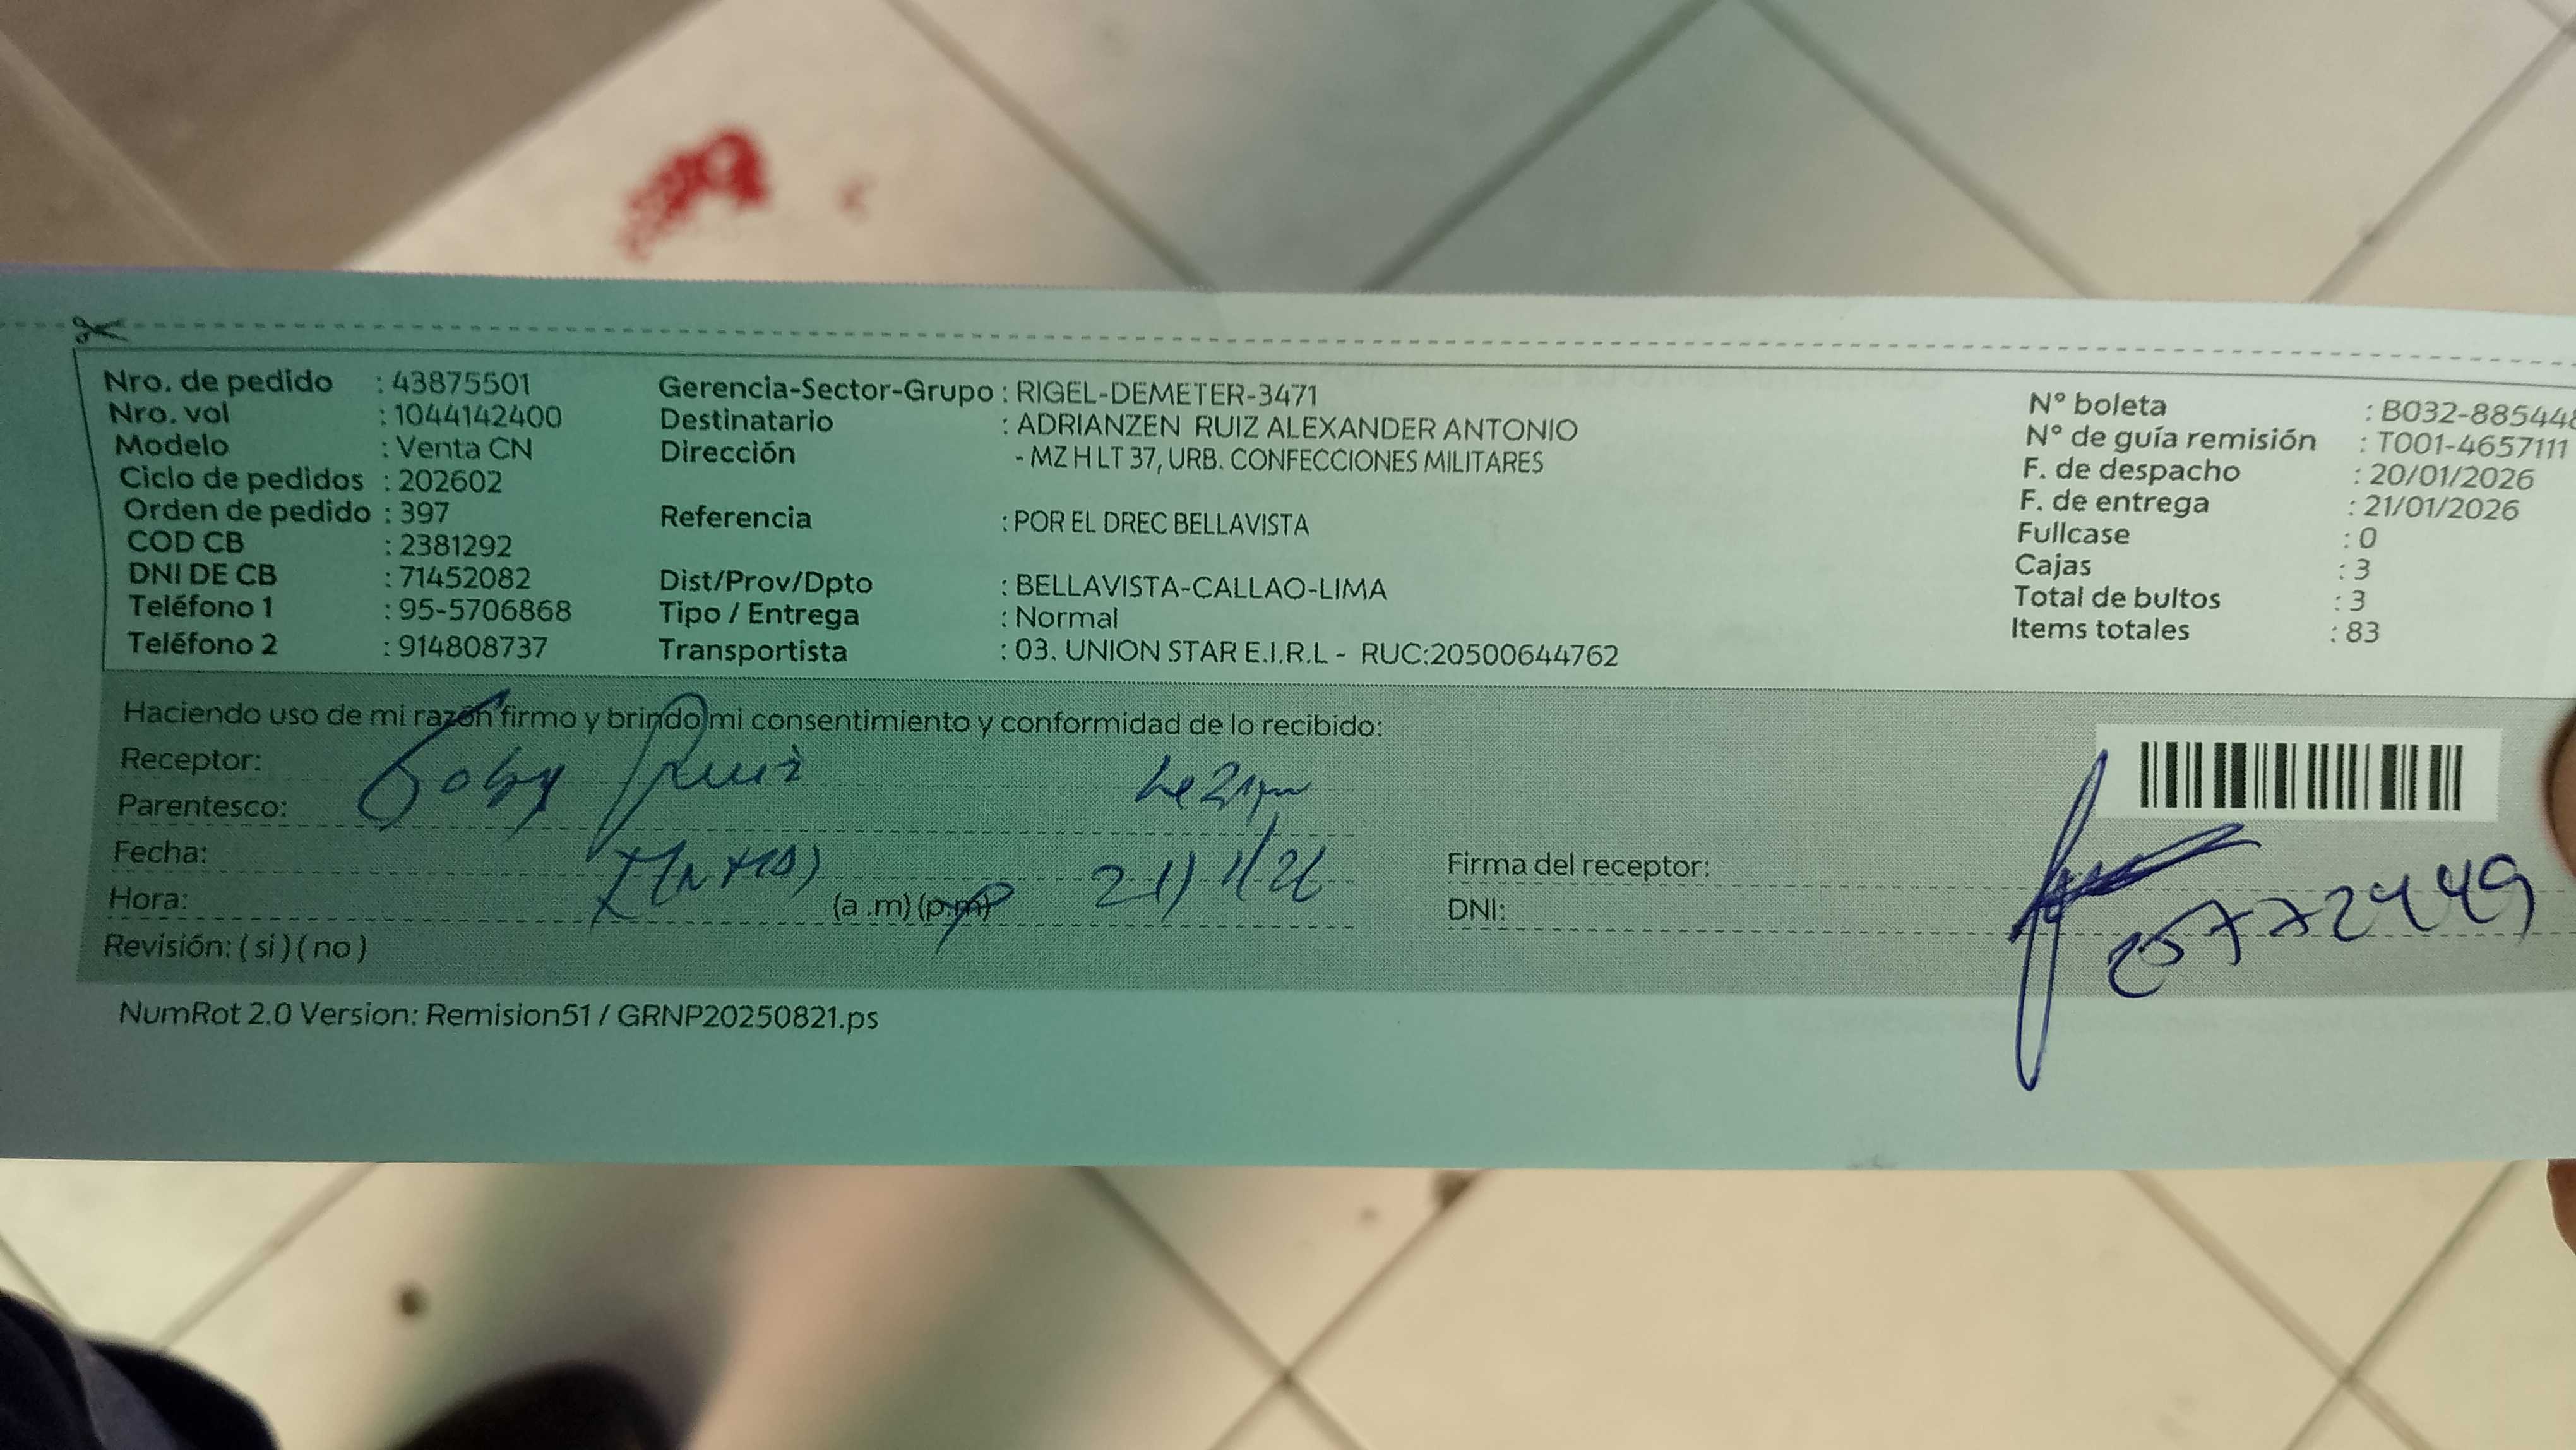 Nro. de pedido : 43875501
Nro. vol : 1044142400
Modelo : Venta CN
Ciclo de pedidos : 202602
Orden de pedido : 397
COD CB : 2381292
DNI DE CB : 71452082
Teléfono 1 : 95-5706868
Teléfono 2 : 914808737
Gerencia-Sector-Grupo : RIGEL-DEMETER-3471
Destinatario : ADRIANZEN RUIZ ALEXANDER ANTONIO
Dirección - MZ H LT 37, URB. CONFECCIONES MILITARES
Referencia : POR EL DREC BELLAVISTA
Dist/Prov/Dpto : BELLAVISTA-CALLAO-LIMA
Tipo / Entrega : Normal
Transportista : 03. UNION STAR E.I.R.L - RUC:20500644762
N° boleta : B032-885448
N° de guía remisión : T001-4657111
F. de despacho : 20/01/2026
F. de entrega : 21/01/2026
Fullcase : 0
Cajas : 3
Total de bultos : 3
Items totales : 83
Haciendo uso de mi razón firmo y brindo mi consentimiento y conformidad de lo recibido:
Receptor:
Parentesco:
Fecha: 21/1/26
Hora: (a .m) (p.m)
Revisión: ( si ) ( no )
Firma del receptor:
DNI: 25772449
NumRot 2.0 Version: Remision51 / GRNP20250821.ps